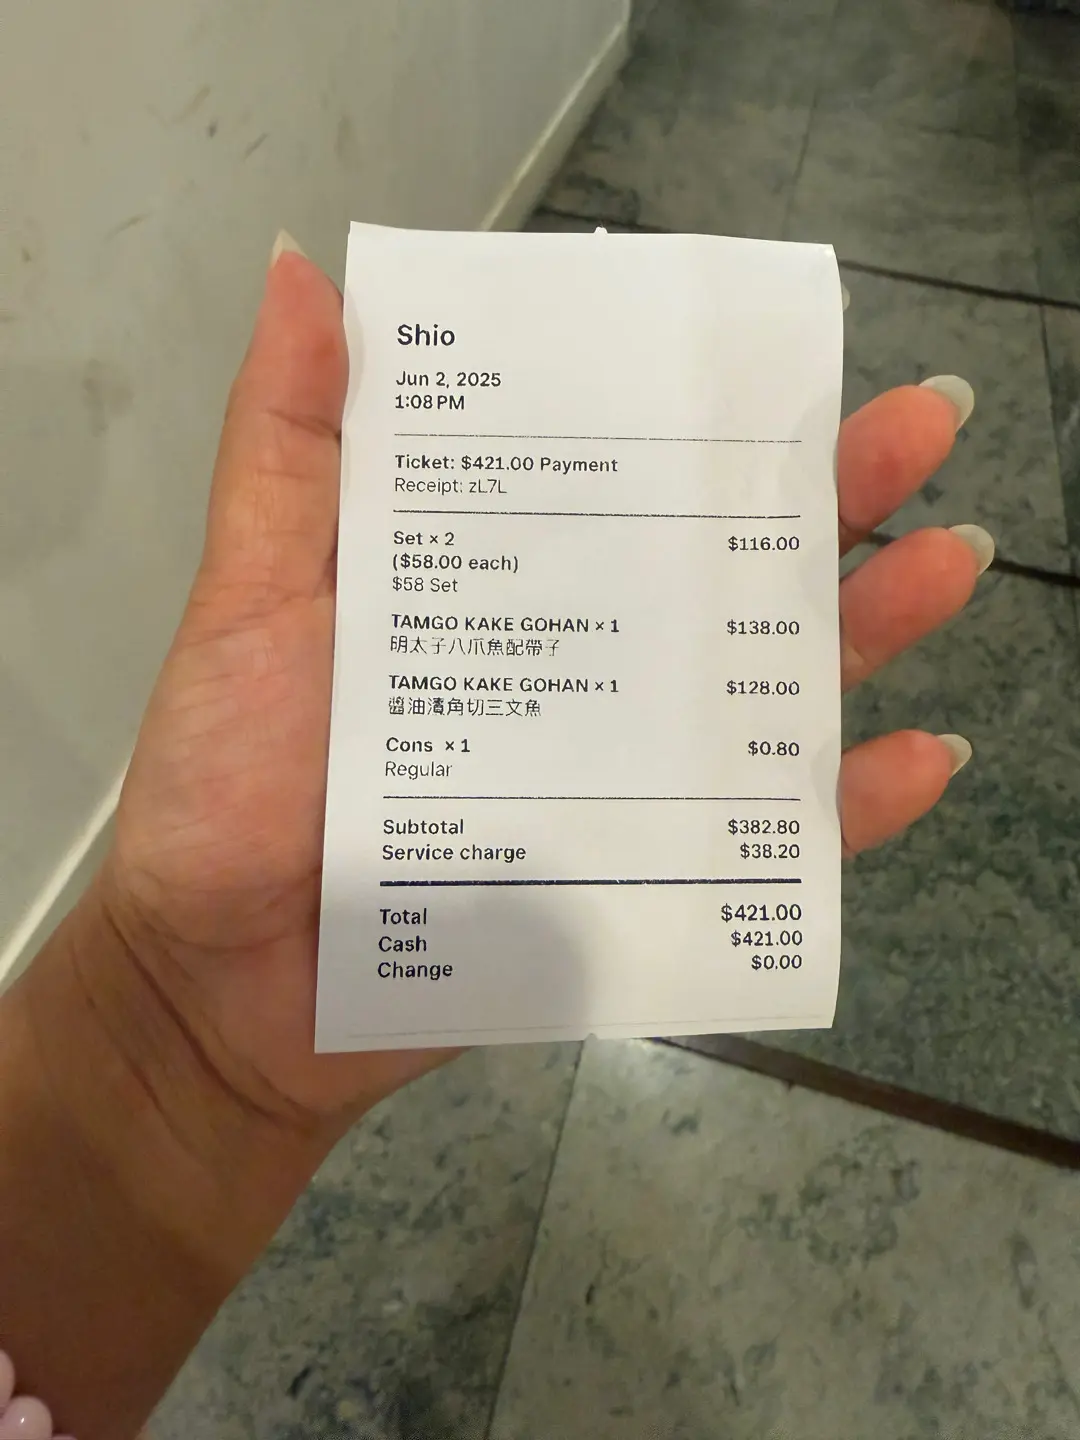 Shio
Jun 2, 2025
1:08 PM
Ticket: $421.00 Payment
Receipt: zL7L
Set × 2 $116.00
($58.00 each)
$58 Set
TAMGO KAKE GOHAN × 1 $138.00
明太子八爪魚配帶子
TAMGO KAKE GOHAN × 1 $128.00
醬油漬角切三文魚
Cons × 1 $0.80
Regular
Subtotal $382.80
Service charge $38.20
Total $421.00
Cash $421.00
Change $0.00